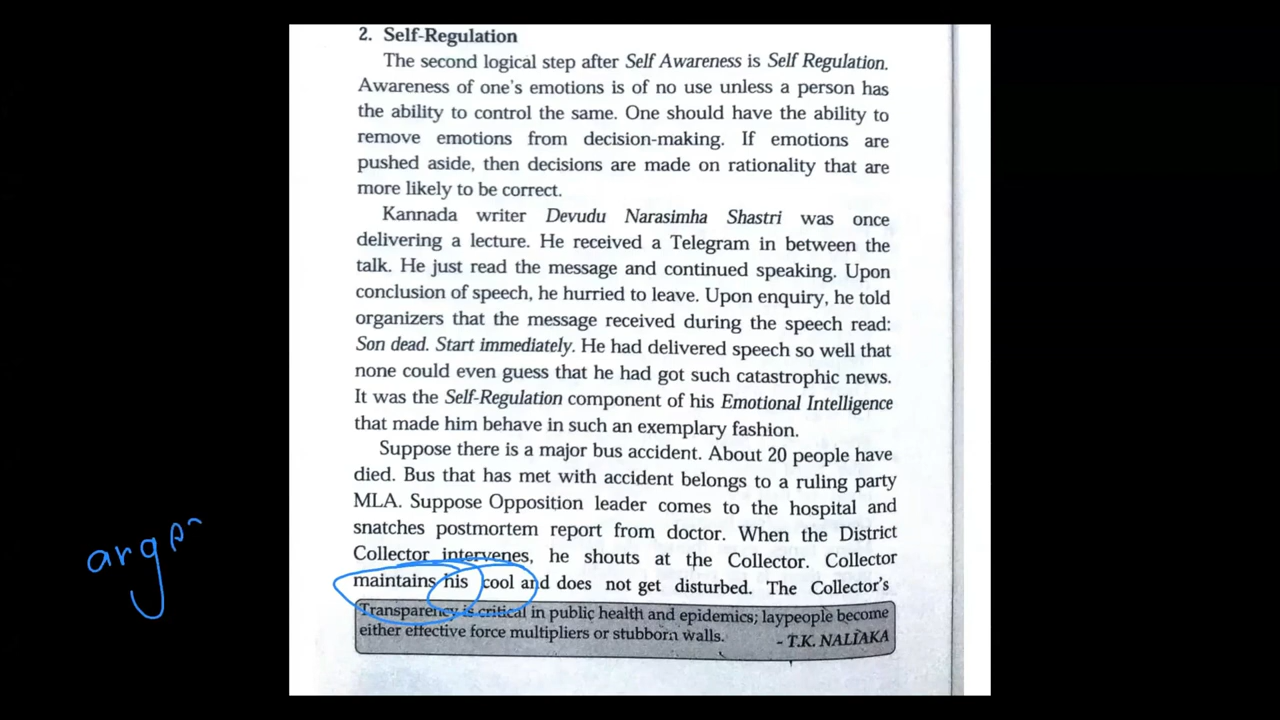 2. Self-Regulation
The second logical step after Self Awareness is Self Regulation.
Awareness of one's emotions is of no use unless a person has
the ability to control the same. One should have the ability to
remove emotions from decision-making. If emotions are
pushed aside, then decisions are made on rationality that are
more likely to be correct.
Kannada writer Devudu Narasimha Shastri was once
delivering a lecture. He received a Telegram in between the
talk. He just read the message and continued speaking. Upon
conclusion of speech, he hurried to leave. Upon enquiry, he told
organizers that the message received during the speech read:
Son dead. Start immediately. He had delivered speech so well that
none could even guess that he had got such catastrophic news.
It was the Self-Regulation component of his Emotional Intelligence
that made him behave in such an exemplary fashion.
Suppose there is a major bus accident. About 20 people have
died. Bus that has met with accident belongs to a ruling party
MLA. Suppose Opposition leader comes to the hospital and
snatches postmortem report from doctor. When the District
Collector intervenes, he shouts at the Collector. Collector
maintains his cool and does not get disturbed. The Collector's
Transparency is critical in public health and epidemics; laypeople become
either effective force multipliers or stubborn walls.
- T.K. NALIAKA